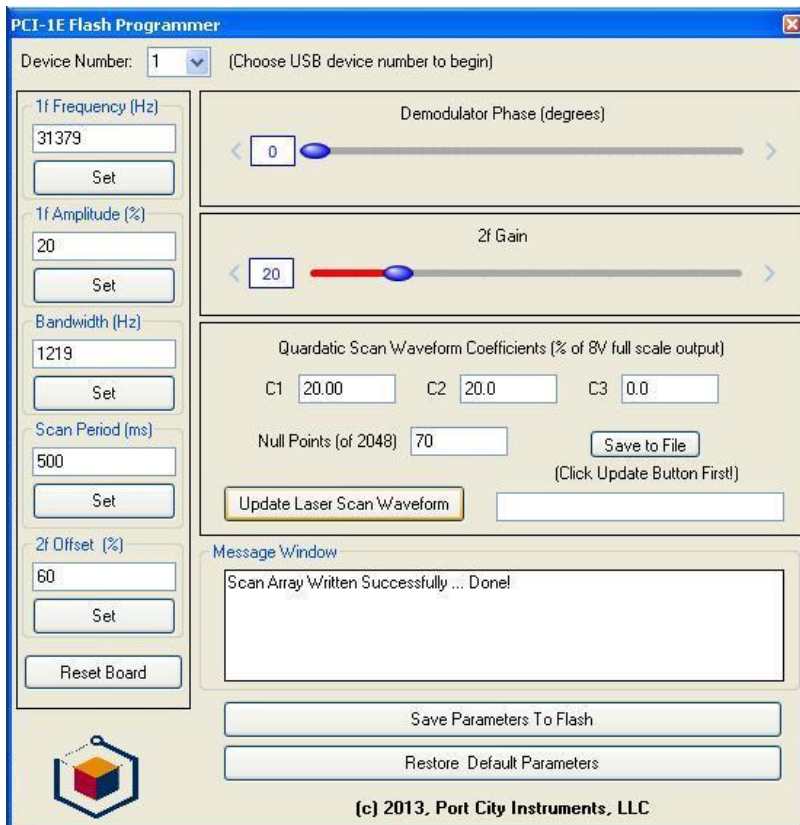 PCI-1E Flash Programmer
Device Number: 1 (Choose USB device number to begin)
1f Frequency (Hz)
31379
Set
1f Amplitude (%)
20
Set
Bandwidth (Hz)
1219
Set
Scan Period (ms)
500
Set
2f Offset (%)
60
Set
Reset Board
Demodulator Phase (degrees)
0
2f Gain
20
Quardatic Scan Waveform Coefficients (% of 8V full scale output)
C1 20.00 C2 20.0 C3 0.0
Null Points (of 2048) 70 Save to File
(Click Update Button First!)
Update Laser Scan Waveform
Message Window
Scan Array Written Successfully ... Done!
Save Parameters To Flash
Restore Default Parameters
(c) 2013, Port City Instruments, LLC